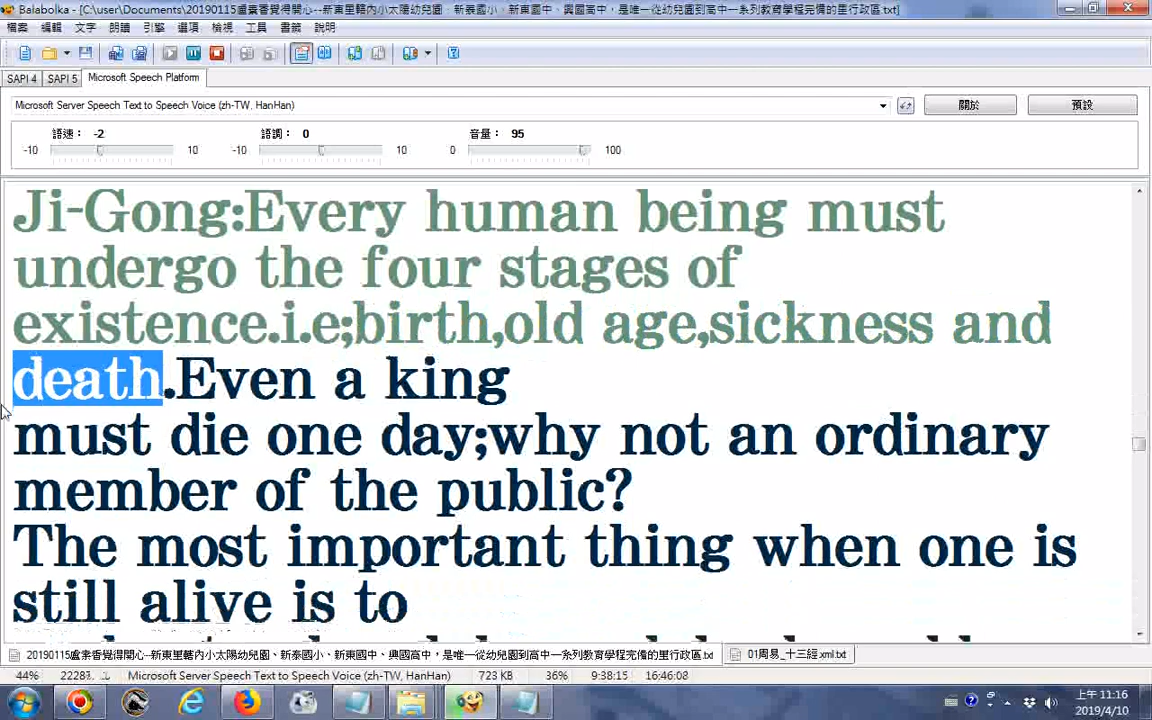 Balabolka - [C:\user\Documents\20190115盧素香覺得開心--新東里轄內小太陽幼兒園、新泰國小、新東國中、興國高中，是唯一從幼兒園到高中一系列教育學程完備的里行政區.txt]
檔案 編輯 文字 朗讀 引擎 選項 檢視 工具 書籤 說明
SAPI 4 SAPI 5 Microsoft Speech Platform
Microsoft Server Speech Text to Speech Voice (zh-TW, HanHan) 關於 預設
語速： -2 語調： 0 音量： 95
-10 10 -10 10 0 100
Ji-Gong:Every human being must
undergo the four stages of
existence.i.e;birth,old age,sickness and
death.Even a king
must die one day;why not an ordinary
member of the public?
The most important thing when one is
still alive is to
20190115盧素香覺得開心--新東里轄內小太陽幼兒園、新泰國小、新東國中、興國高中，是唯一從幼兒園到高中一系列教育學程完備的里行政區.txt 01周易_十三經.xml.txt
44% Microsoft Server Speech Text to Speech Voice (zh-TW, HanHan) 723 KB 36% 9:38:15 16:46:08
上午 11:16
2019/4/10